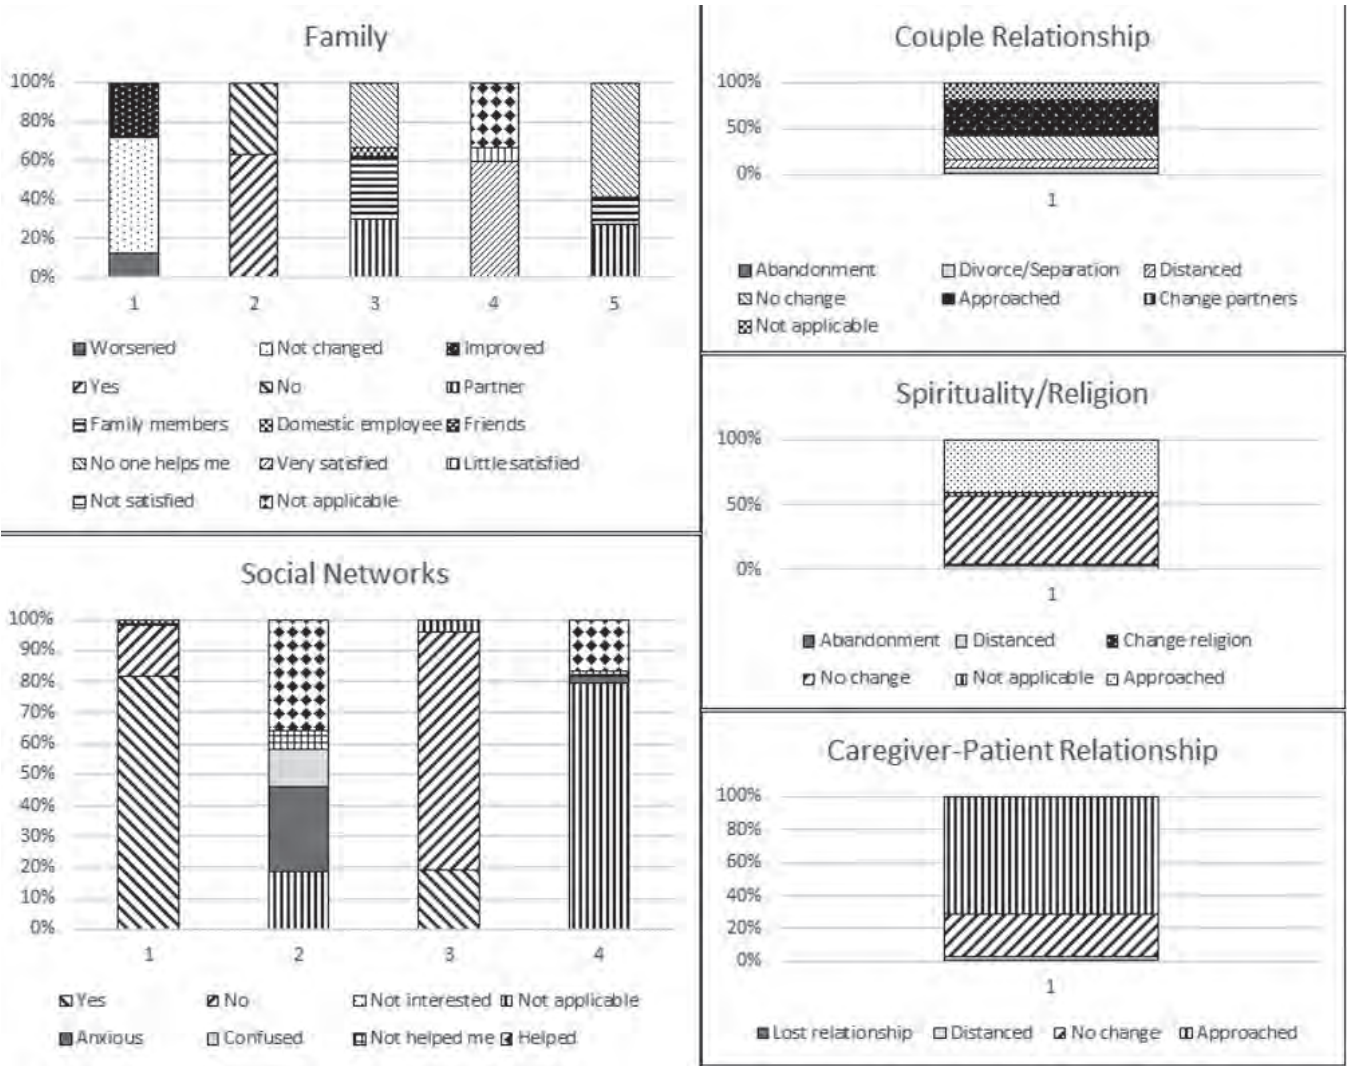 Family
100%
80%
60%
40%
20%
0%
1 2 3 4 5
Worsened Not changed Improved
Yes No Partner
Family members Domestic employee Friends
No one helps me Very satisfied Little satisfied
Not satisfied Not applicable
Social Networks
100%
90%
80%
70%
60%
50%
40%
30%
20%
10%
0%
1 2 3 4
Yes No Not interested Not applicable
Anxious Confused Not helped me Helped
Couple Relationship
100%
50%
0%
1
Abandonment Divorce/Separation Distanced
No change Approached Change partners
Not applicable
Spirituality/Religion
100%
50%
0%
1
Abandonment Distanced Change religion
No change Not applicable Approached
Caregiver-Patient Relationship
100%
80%
60%
40%
20%
0%
1
Lost relationship Distanced No change Approached